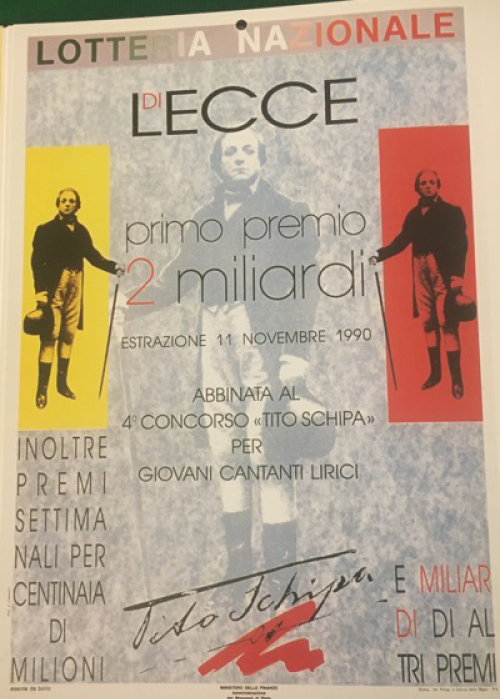 LOTTERIA NAZIONALE
DI
LECCE
primo premio
2 miliardi
ESTRAZIONE 11 NOVEMBRE 1990
ABBINATA AL
4º CONCORSO «TITO SCHIPA»
PER
GIOVANI CANTANTI LIRICI
INOLTRE
PREMI
SETTIMA
NALI PER
CENTINAIA
DI
MILIONI
Tito Schipa
E MILIAR
DI DI AL
TRI PREMI
MINISTERO DELLE FINANZE